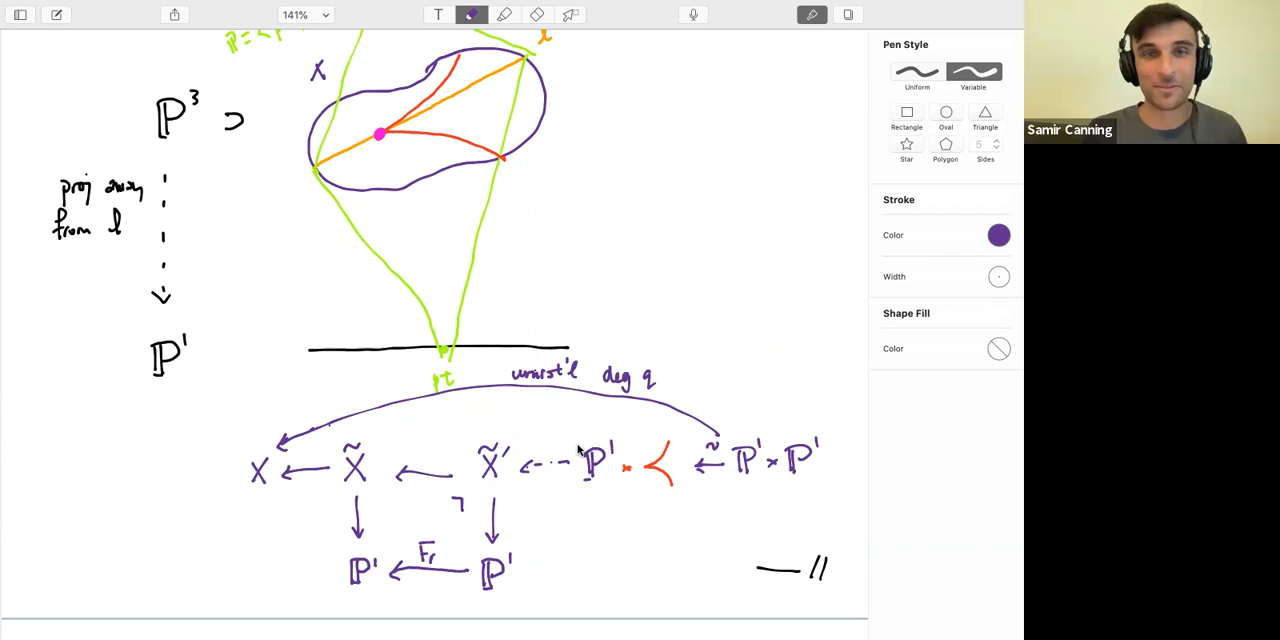 141%
T
Pen Style
Uniform
Variable
Rectangle
Oval
Triangle
Star
Polygon
5
Sides
Stroke
Color
Width
Shape Fill
Color
Samir Canning
l
X
ℙ³ ⊃
proj away
from l
ℙ¹
pt
unirat'l deg q
X ← X̃ ← X̃' ⇠ ℙ¹ × ≺ ←~ ℙ¹ × ℙ¹
ℙ¹ ← Fr ℙ¹
— //